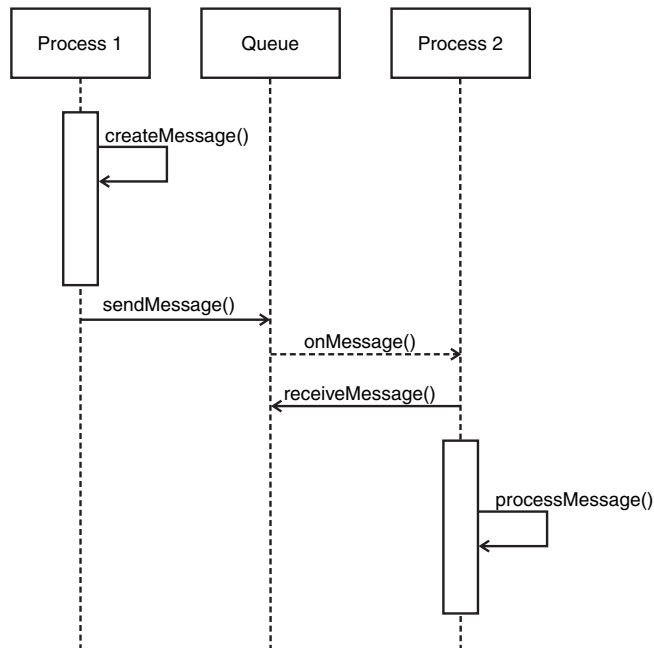 Process 1
Queue
Process 2
createMessage()
sendMessage()
onMessage()
receiveMessage()
processMessage()